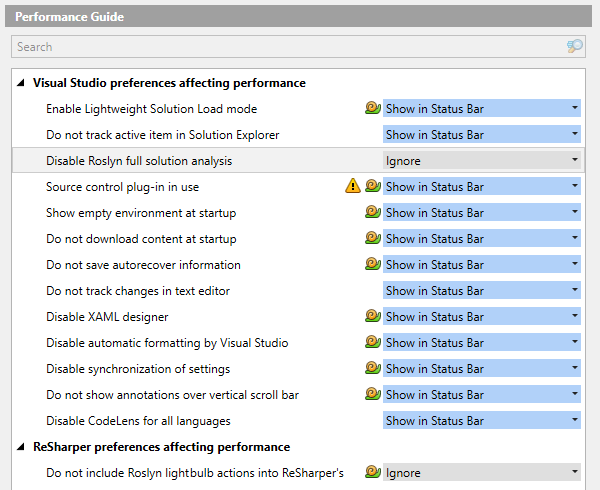 Performance Guide
Search
Visual Studio preferences affecting performance
Enable Lightweight Solution Load mode Show in Status Bar
Do not track active item in Solution Explorer Show in Status Bar
Disable Roslyn full solution analysis Ignore
Source control plug-in in use Show in Status Bar
Show empty environment at startup Show in Status Bar
Do not download content at startup Show in Status Bar
Do not save autorecover information Show in Status Bar
Do not track changes in text editor Show in Status Bar
Disable XAML designer Show in Status Bar
Disable automatic formatting by Visual Studio Show in Status Bar
Disable synchronization of settings Show in Status Bar
Do not show annotations over vertical scroll bar Show in Status Bar
Disable CodeLens for all languages Show in Status Bar
ReSharper preferences affecting performance
Do not include Roslyn lightbulb actions into ReSharper's Ignore